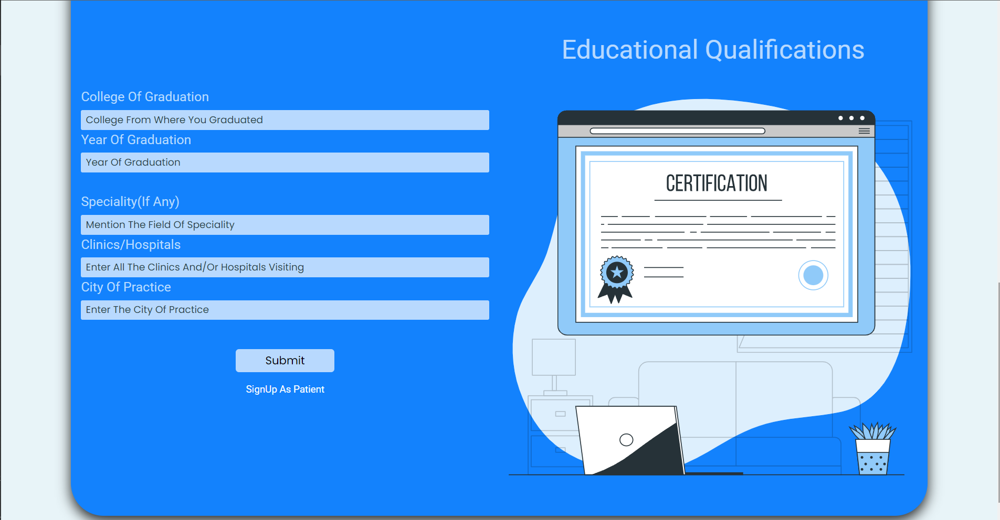 Educational Qualifications
College Of Graduation
College From Where You Graduated
Year Of Graduation
Year Of Graduation
Speciality(If Any)
Mention The Field Of Speciality
Clinics/Hospitals
Enter All The Clinics And/Or Hospitals Visiting
City Of Practice
Enter The City Of Practice
Submit
SignUp As Patient
CERTIFICATION